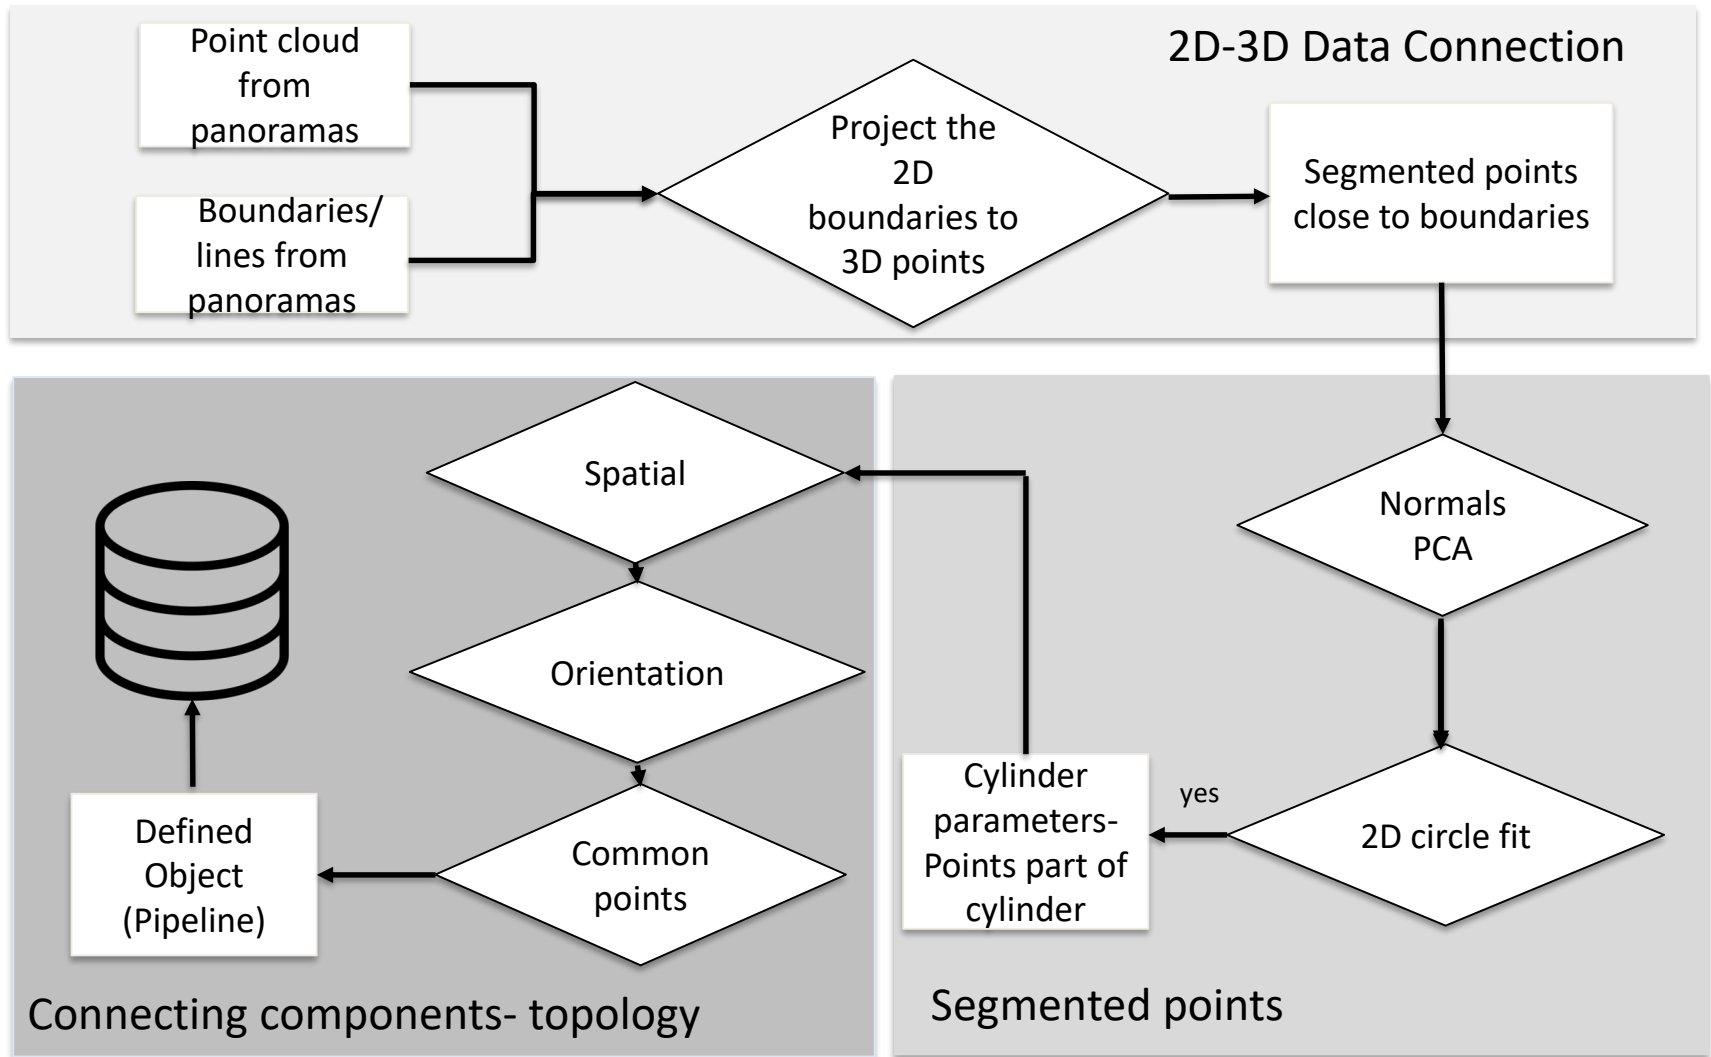 2D-3D Data Connection
Point cloud
from
panoramas
Boundaries/
lines from
panoramas
Project the
2D
boundaries to
3D points
Segmented points
close to boundaries
Normals
PCA
2D circle fit
yes
Cylinder
parameters-
Points part of
cylinder
Segmented points
Spatial
Orientation
Common
points
Defined
Object
(Pipeline)
Connecting components- topology